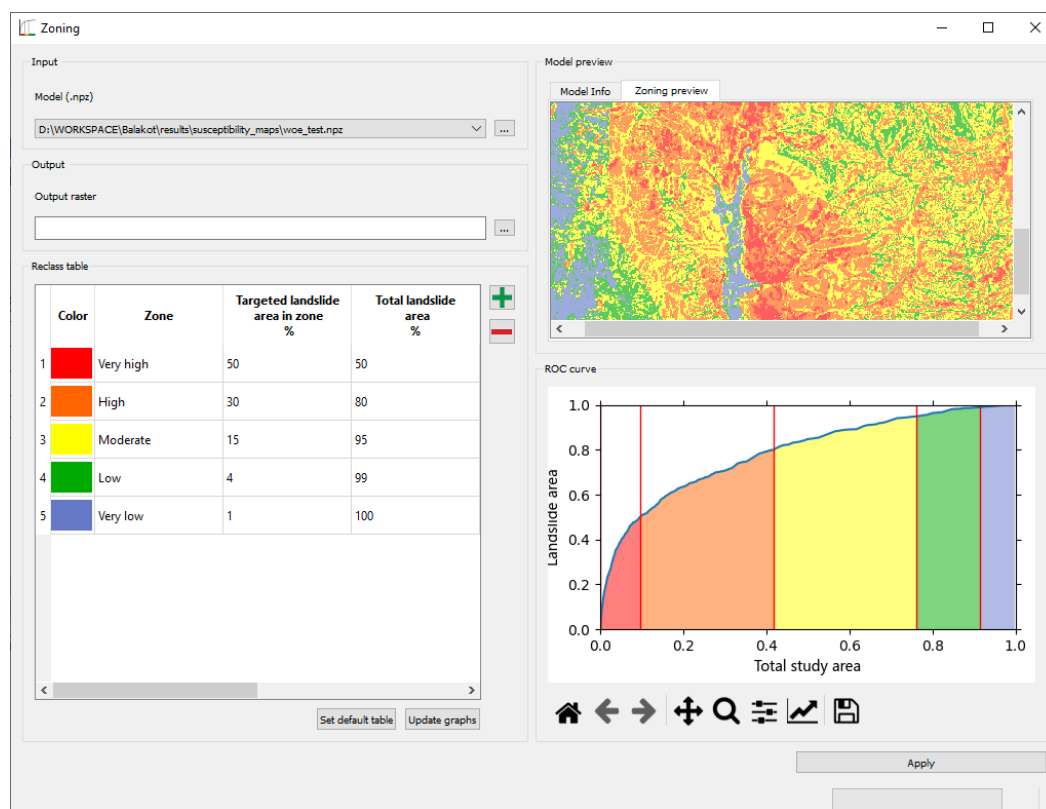 Zoning
Input
Model (.npz)
D:\WORKSPACE\Balakot\results\susceptibility_maps\woe_test.npz
...
Output
Output raster
...
Reclass table
Color Zone Targeted landslide area in zone % Total landslide area %
1 Very high 50 50
2 High 30 80
3 Moderate 15 95
4 Low 4 99
5 Very low 1 100
Set default table Update graphs
Model preview
Model Info Zoning preview
ROC curve
1.0
0.8
0.6
0.4
0.2
0.0
Landslide area
0.0 0.2 0.4 0.6 0.8 1.0
Total study area
Apply